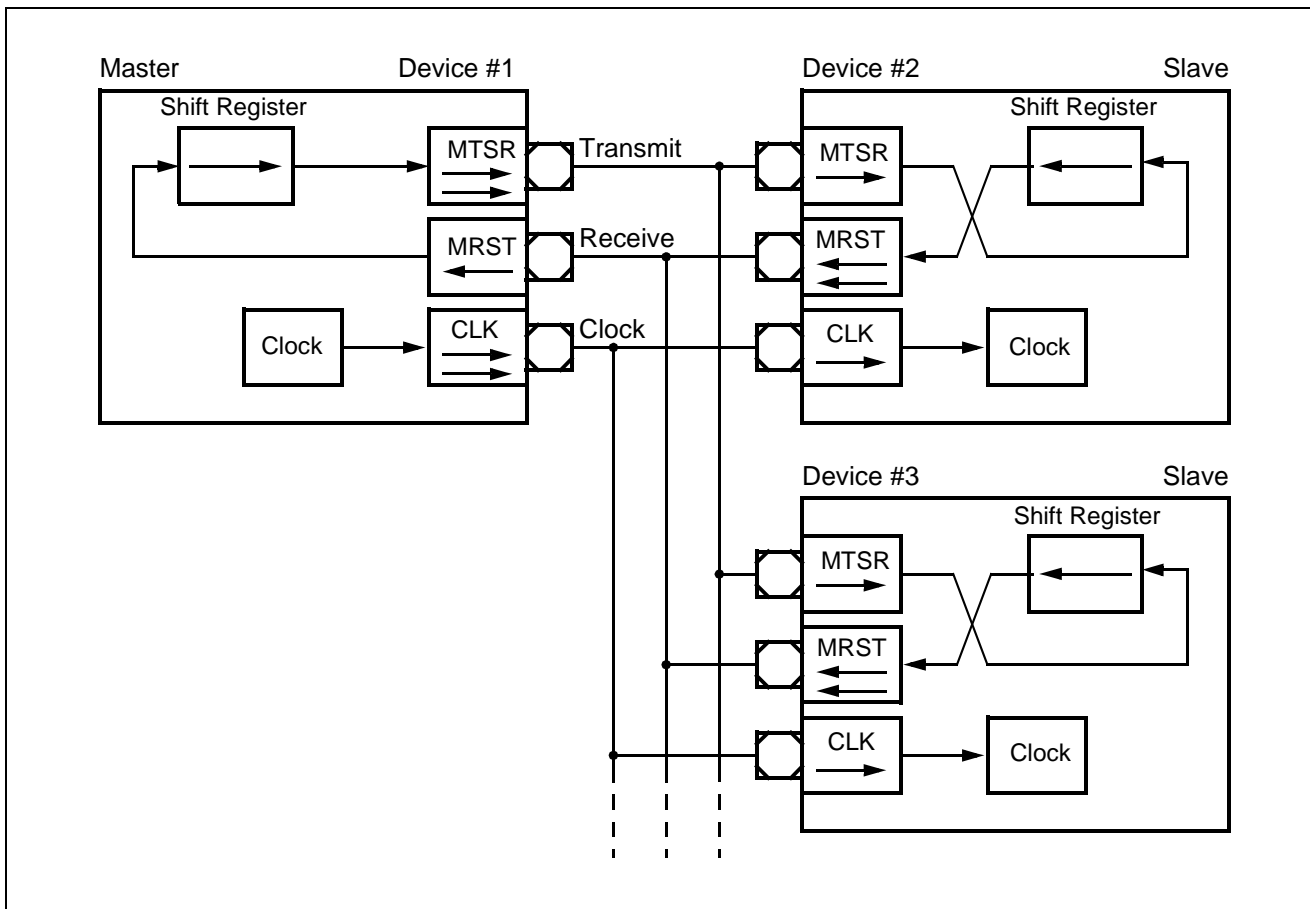 Master Device #1
Shift Register
MTSR
Transmit
MRST
Receive
Clock
CLK
Clock
Device #2 Slave
Shift Register
MTSR
MRST
CLK
Clock
Device #3 Slave
Shift Register
MTSR
MRST
CLK
Clock